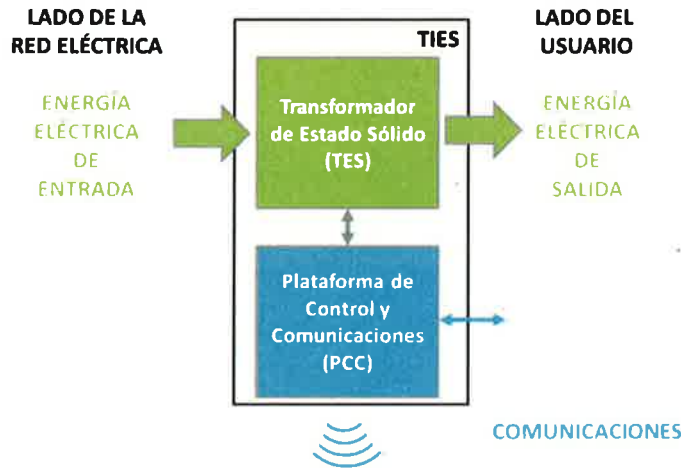 LADO DE LA
RED ELÉCTRICA
ENERGÍA
ELÉCTRICA
DE
ENTRADA
TIES
Transformador
de Estado Sólido
(TES)
Plataforma de
Control y
Comunicaciones
(PCC)
LADO DEL
USUARIO
ENERGÍA
ELÉCTRICA
DE
SALIDA
COMUNICACIONES